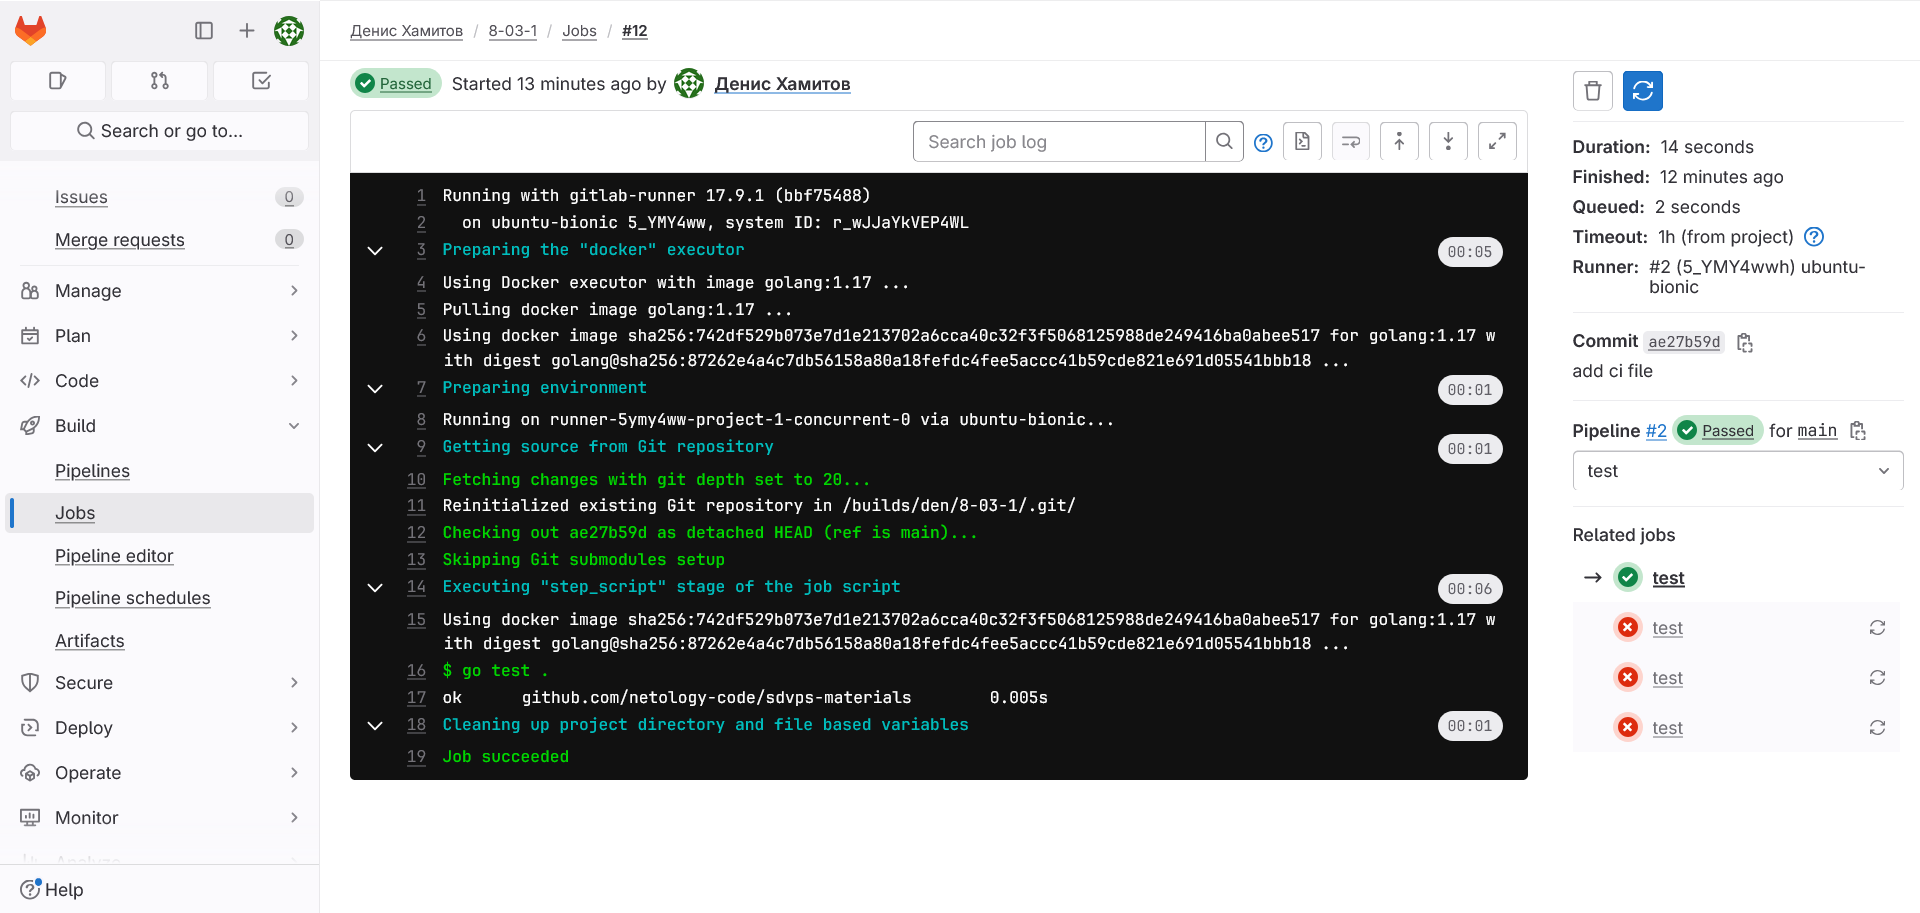 Денис Хамитов / 8-03-1 / Jobs / #12
Search or go to...
Issues 0
Merge requests 0
Manage
Plan
Code
Build
Pipelines
Jobs
Pipeline editor
Pipeline schedules
Artifacts
Secure
Deploy
Operate
Monitor
Analyze
Help
Passed Started 13 minutes ago by Денис Хамитов
Search job log
1 Running with gitlab-runner 17.9.1 (bbf75488)
2 on ubuntu-bionic 5_YMY4ww, system ID: r_wJJaYkVEP4WL
3 Preparing the "docker" executor 00:05
4 Using Docker executor with image golang:1.17 ...
5 Pulling docker image golang:1.17 ...
6 Using docker image sha256:742df529b073e7d1e213702a6cca40c32f3f5068125988de249416ba0abee517 for golang:1.17 w
ith digest golang@sha256:87262e4a4c7db56158a80a18fefdc4fee5accc41b59cde821e691d05541bbb18 ...
7 Preparing environment 00:01
8 Running on runner-5ymy4ww-project-1-concurrent-0 via ubuntu-bionic...
9 Getting source from Git repository 00:01
10 Fetching changes with git depth set to 20...
11 Reinitialized existing Git repository in /builds/den/8-03-1/.git/
12 Checking out ae27b59d as detached HEAD (ref is main)...
13 Skipping Git submodules setup
14 Executing "step_script" stage of the job script 00:06
15 Using docker image sha256:742df529b073e7d1e213702a6cca40c32f3f5068125988de249416ba0abee517 for golang:1.17 w
ith digest golang@sha256:87262e4a4c7db56158a80a18fefdc4fee5accc41b59cde821e691d05541bbb18 ...
16 $ go test .
17 ok github.com/netology-code/sdvps-materials 0.005s
18 Cleaning up project directory and file based variables 00:01
19 Job succeeded
Duration: 14 seconds
Finished: 12 minutes ago
Queued: 2 seconds
Timeout: 1h (from project)
Runner: #2 (5_YMY4wwh) ubuntu-
bionic
Commit ae27b59d
add ci file
Pipeline #2 Passed for main
test
Related jobs
test
test
test
test